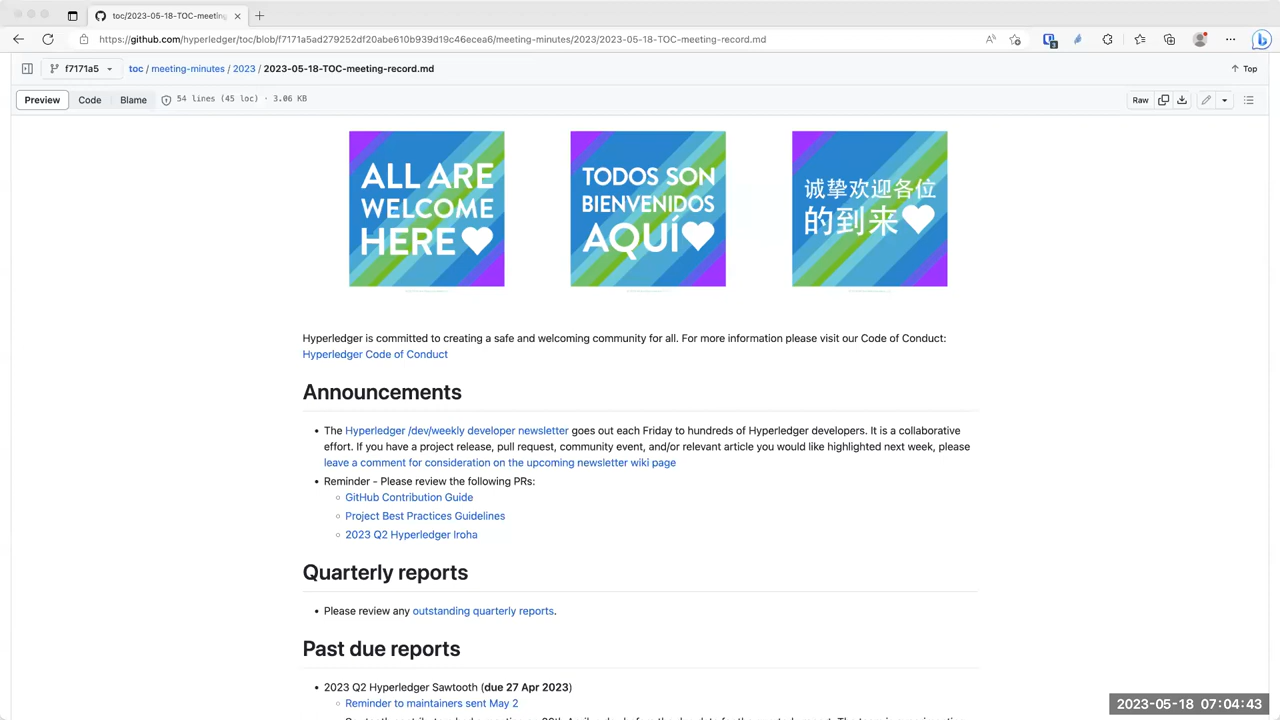 toc/2023-05-18-TOC-meeting-
https://github.com/hyperledger/toc/blob/f7171a5ad279252df20abe610b939d19c46ecea6/meeting-minutes/2023/2023-05-18-TOC-meeting-record.md
f7171a5
toc / meeting-minutes / 2023 / 2023-05-18-TOC-meeting-record.md
Top
Preview
Code
Blame
54 lines (45 loc) · 3.06 KB
Raw
ALL ARE
WELCOME
HERE
TODOS SON
BIENVENIDOS
AQUÍ
诚挚欢迎各位
的到来
Hyperledger is committed to creating a safe and welcoming community for all. For more information please visit our Code of Conduct:
Hyperledger Code of Conduct
Announcements
• The Hyperledger /dev/weekly developer newsletter goes out each Friday to hundreds of Hyperledger developers. It is a collaborative
effort. If you have a project release, pull request, community event, and/or relevant article you would like highlighted next week, please
leave a comment for consideration on the upcoming newsletter wiki page
• Reminder - Please review the following PRs:
◦ GitHub Contribution Guide
◦ Project Best Practices Guidelines
◦ 2023 Q2 Hyperledger Iroha
Quarterly reports
• Please review any outstanding quarterly reports.
Past due reports
• 2023 Q2 Hyperledger Sawtooth (due 27 Apr 2023)
◦ Reminder to maintainers sent May 2
2023-05-18 07:04:43